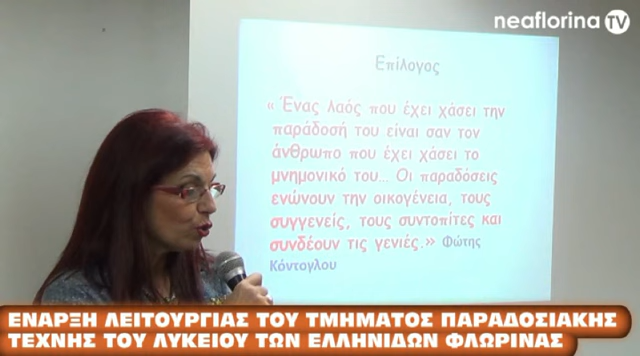 neaflorina TV
Επίλογος
« Ένας λαός που έχει χάσει την
παράδοσή του είναι σαν τον
άνθρωπο που έχει χάσει το
μνημονικό του... Οι παραδόσεις
ενώνουν την οικογένεια, τους
συγγενείς, τους συντοπίτες και
συνδέουν τις γενιές.» Φώτης
Κόντογλου
ΕΝΑΡΞΗ ΛΕΙΤΟΥΡΓΙΑΣ ΤΟΥ ΤΜΗΜΑΤΟΣ ΠΑΡΑΔΟΣΙΑΚΗΣ
ΤΕΧΝΗΣ ΤΟΥ ΛΥΚΕΙΟΥ ΤΩΝ ΕΛΛΗΝΙΔΩΝ ΦΛΩΡΙΝΑΣ